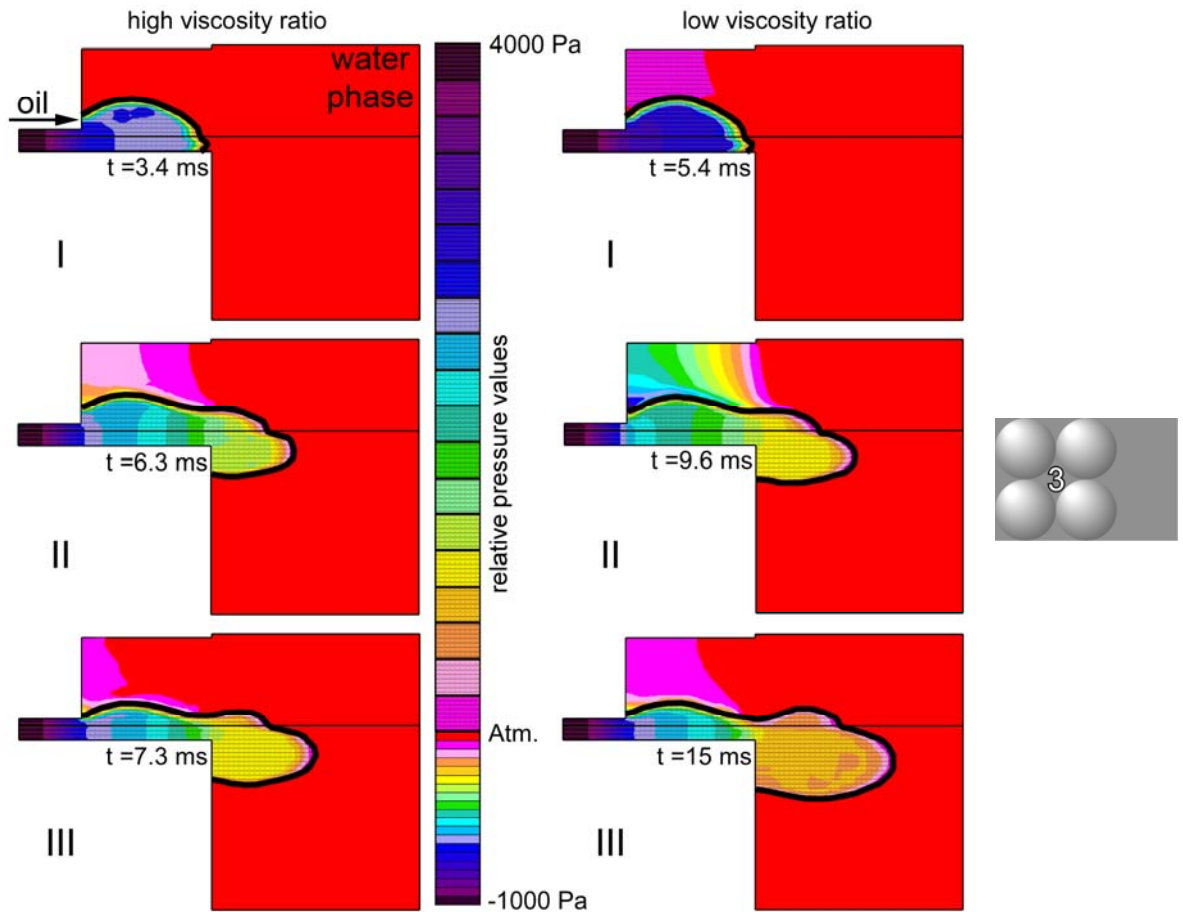 high viscosity ratio
low viscosity ratio
4000 Pa
water
phase
oil
t =3.4 ms
t =5.4 ms
I
I
relative pressure values
t =6.3 ms
t =9.6 ms
3
II
II
Atm.
t =7.3 ms
t =15 ms
III
III
-1000 Pa